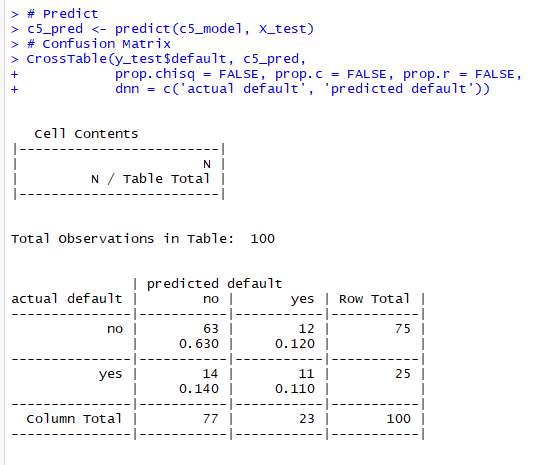 > # Predict
> c5_pred <- predict(c5_model, X_test)
> # Confusion Matrix
> CrossTable(y_test$default, c5_pred,
+            prop.chisq = FALSE, prop.c = FALSE, prop.r = FALSE,
+            dnn = c('actual default', 'predicted default'))

   Cell Contents
|-------------------------|
|                       N |
|         N / Table Total |
|-------------------------|

Total Observations in Table:  100

               | predicted default
actual default |        no |       yes | Row Total |
---------------|-----------|-----------|-----------|
            no |        63 |        12 |        75 |
               |     0.630 |     0.120 |           |
---------------|-----------|-----------|-----------|
           yes |        14 |        11 |        25 |
               |     0.140 |     0.110 |           |
---------------|-----------|-----------|-----------|
  Column Total |        77 |        23 |       100 |
---------------|-----------|-----------|-----------|